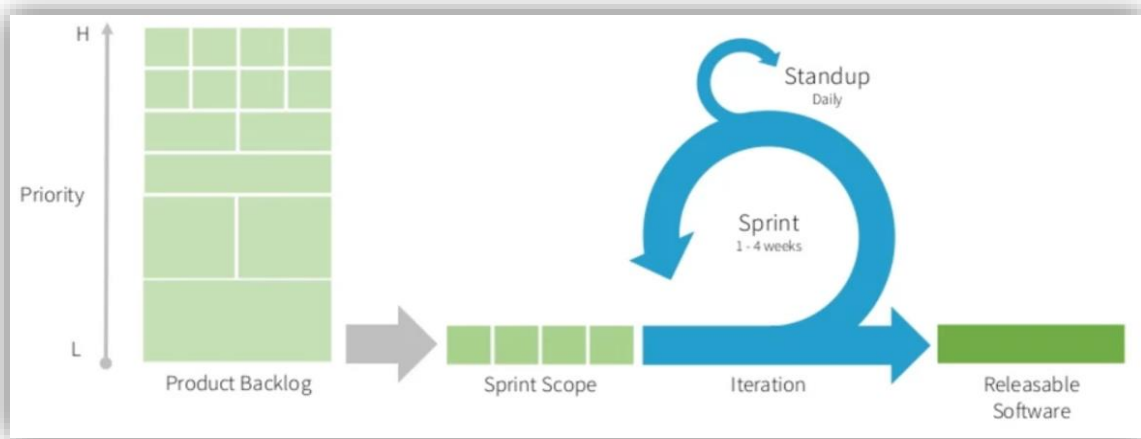 H
Priority
L
Product Backlog
Sprint Scope
Standup
Daily
Sprint
1 - 4 weeks
Iteration
Releasable
Software